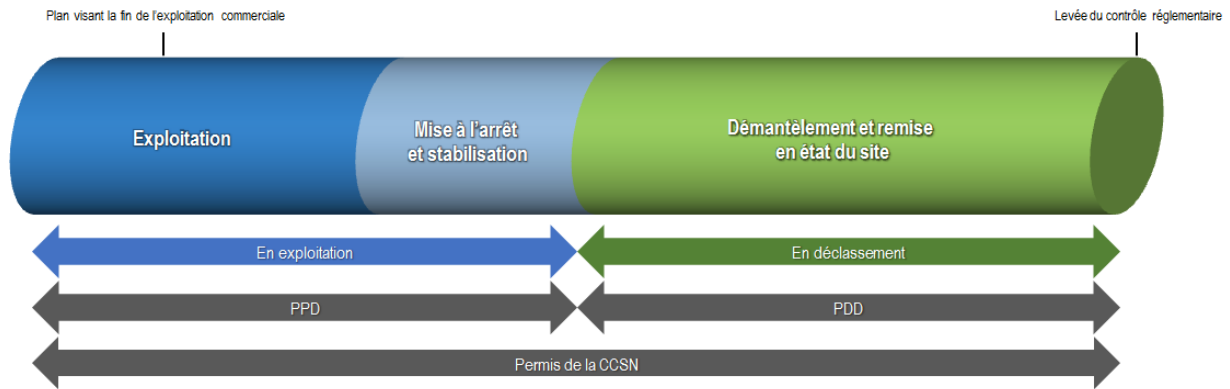 Plan visant la fin de l'exploitation commerciale
Levée du contrôle réglementaire
Exploitation
Mise à l'arrêt
et stabilisation
Démantèlement et remise
en état du site
En exploitation
En déclassement
PPD
PDD
Permis de la CCSN